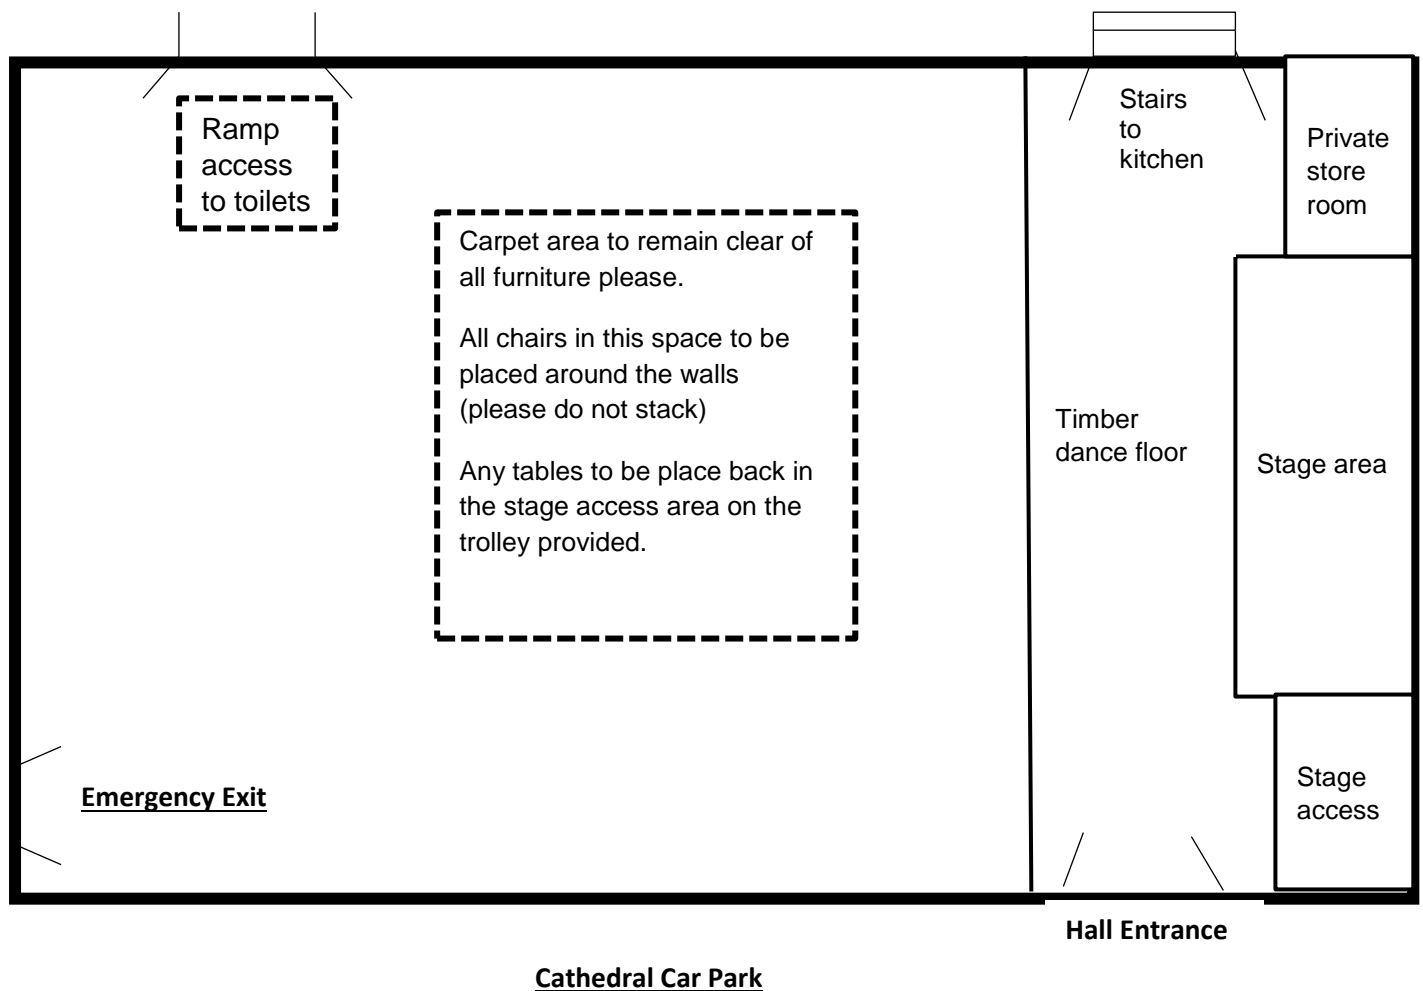 Ramp
access
to toilets
Stairs
to
kitchen
Private
store
room
Carpet area to remain clear of
all furniture please.
All chairs in this space to be
placed around the walls
(please do not stack)
Any tables to be place back in
the stage access area on the
trolley provided.
Timber
dance floor
Stage area
Emergency Exit
Stage
access
Hall Entrance
Cathedral Car Park